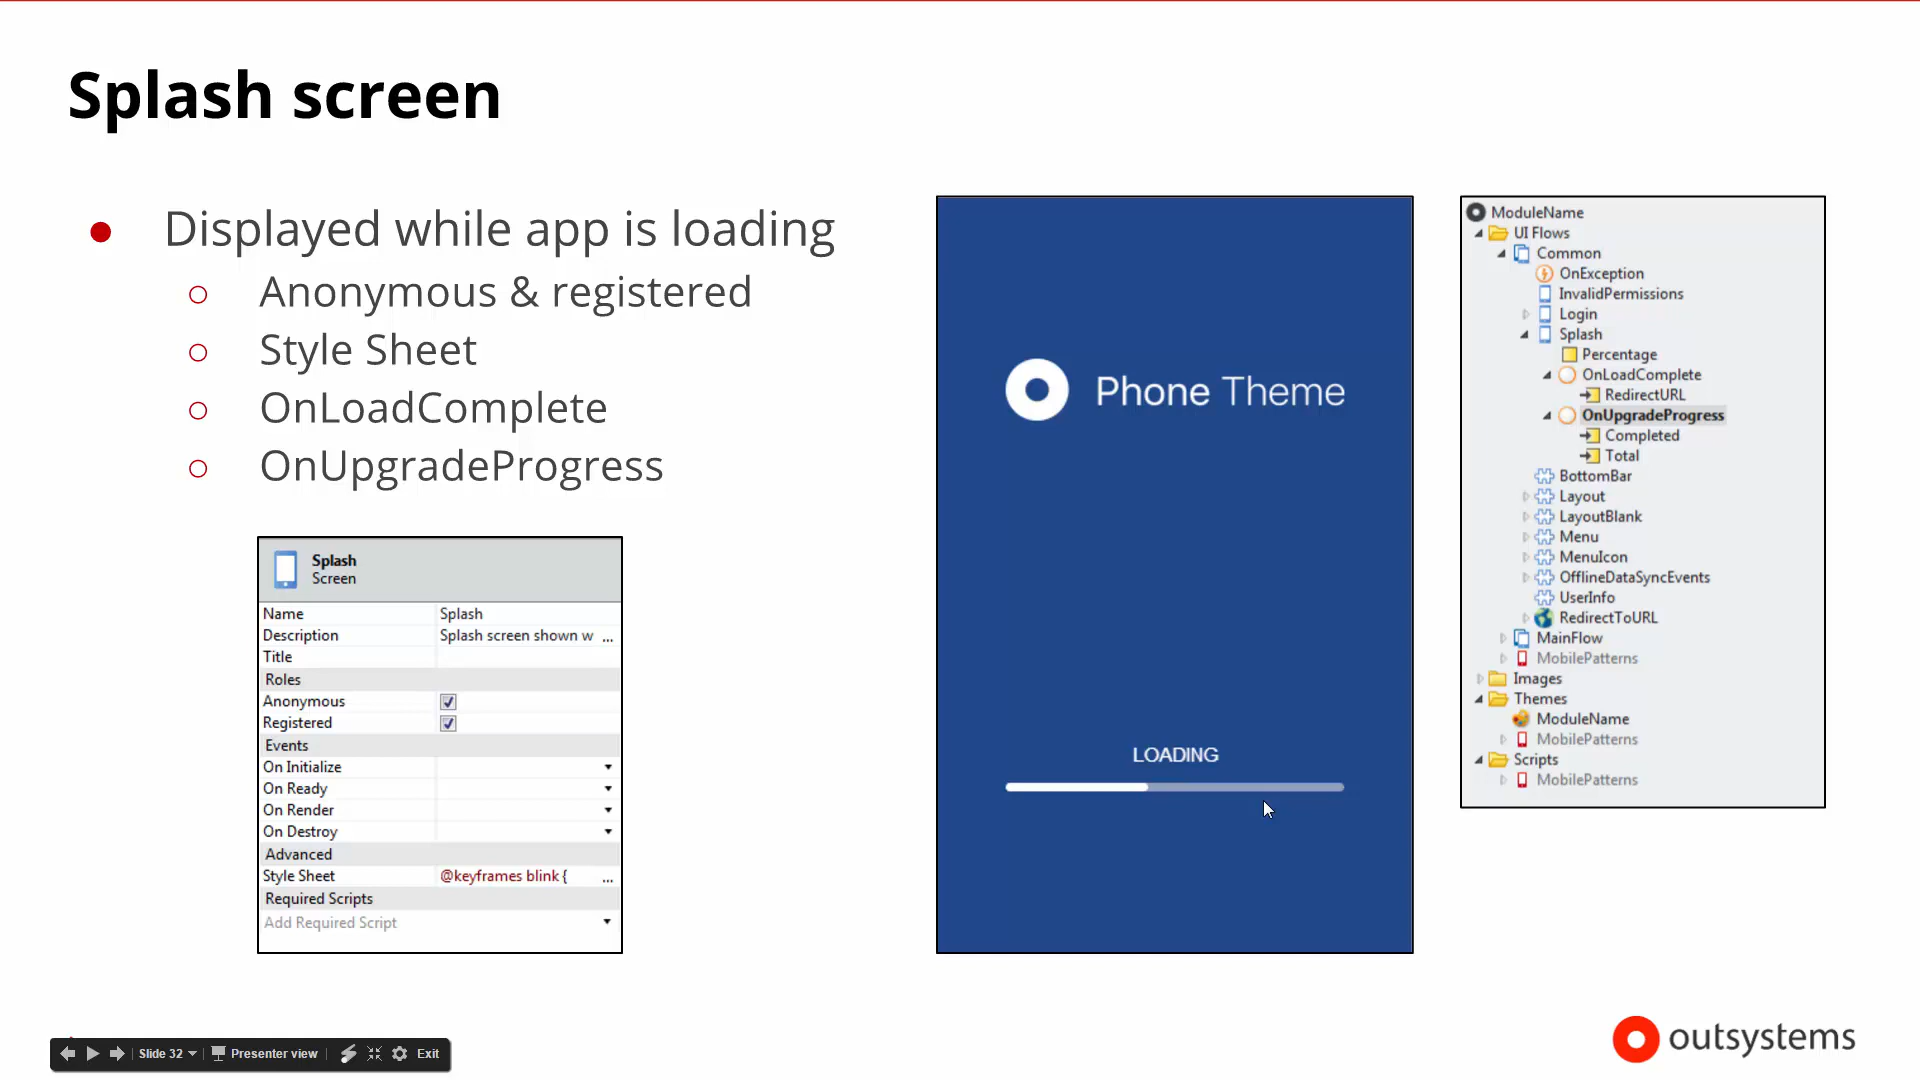 Splash screen
● Displayed while app is loading
○ Anonymous & registered
○ Style Sheet
○ OnLoadComplete
○ OnUpgradeProgress
Splash
Screen
Name Splash
Description Splash screen shown w ...
Title
Roles
Anonymous
Registered
Events
On Initialize
On Ready
On Render
On Destroy
Advanced
Style Sheet @keyframes blink { ...
Required Scripts
Add Required Script
Phone Theme
LOADING
ModuleName
UI Flows
Common
OnException
InvalidPermissions
Login
Splash
Percentage
OnLoadComplete
RedirectURL
OnUpgradeProgress
Completed
Total
BottomBar
Layout
LayoutBlank
Menu
MenuIcon
OfflineDataSyncEvents
UserInfo
RedirectToURL
MainFlow
MobilePatterns
Images
Themes
ModuleName
MobilePatterns
Scripts
MobilePatterns
Slide 32 Presenter view Exit
outsystems